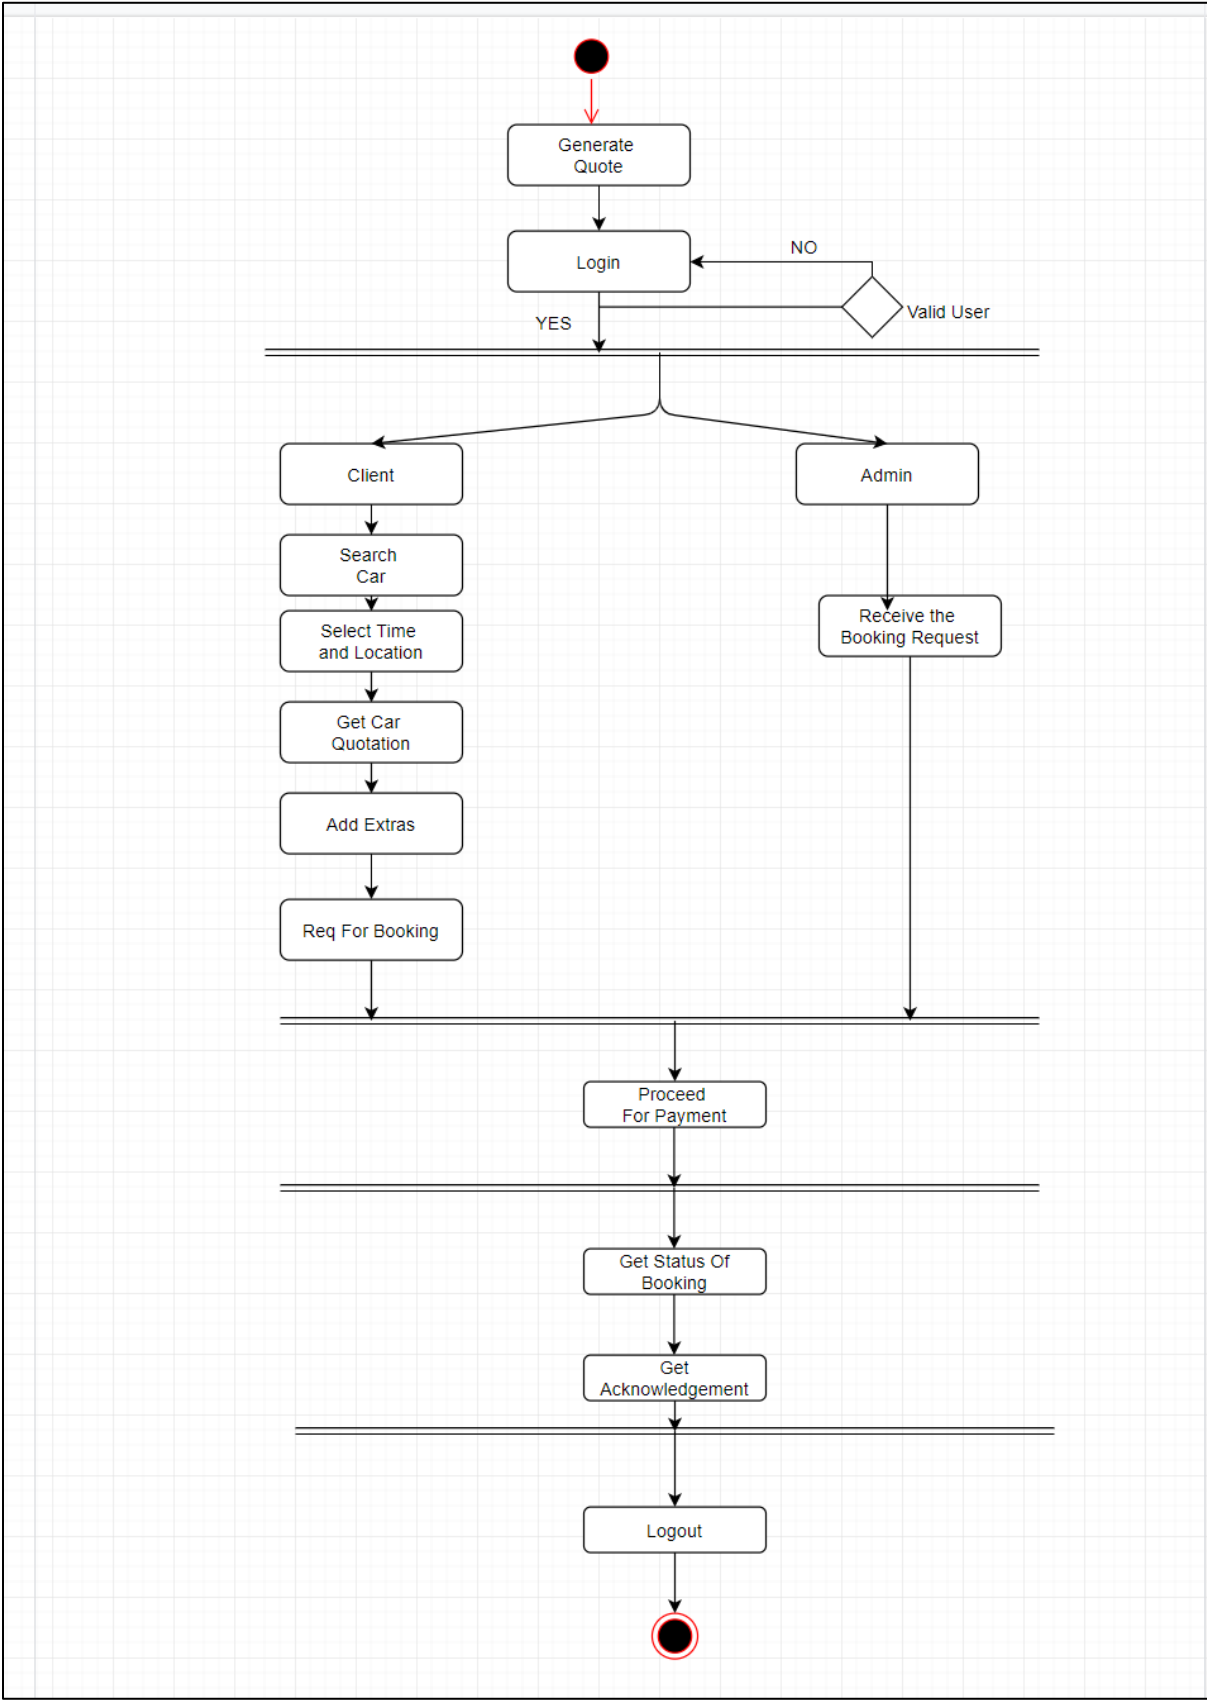 Generate
Quote
Login
NO
YES
Valid User
Client
Admin
Search
Car
Select Time
and Location
Receive the
Booking Request
Get Car
Quotation
Add Extras
Req For Booking
Proceed
For Payment
Get Status Of
Booking
Get
Acknowledgement
Logout